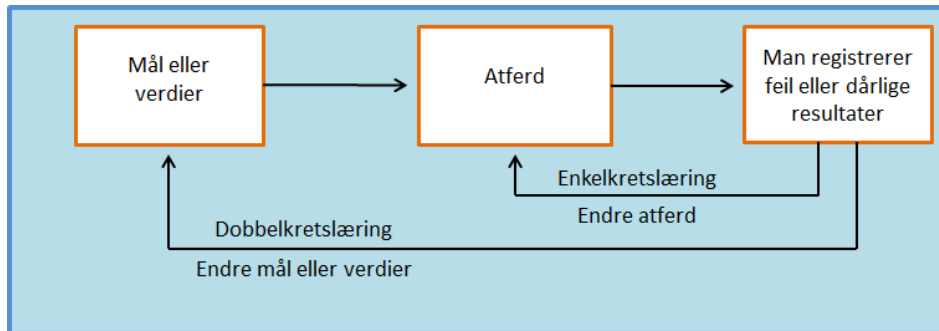 Mål eller
verdier
Atferd
Man registrerer
feil eller dårlige
resultater
Enkelkretslæring
Endre atferd
Dobbelkretslæring
Endre mål eller verdier